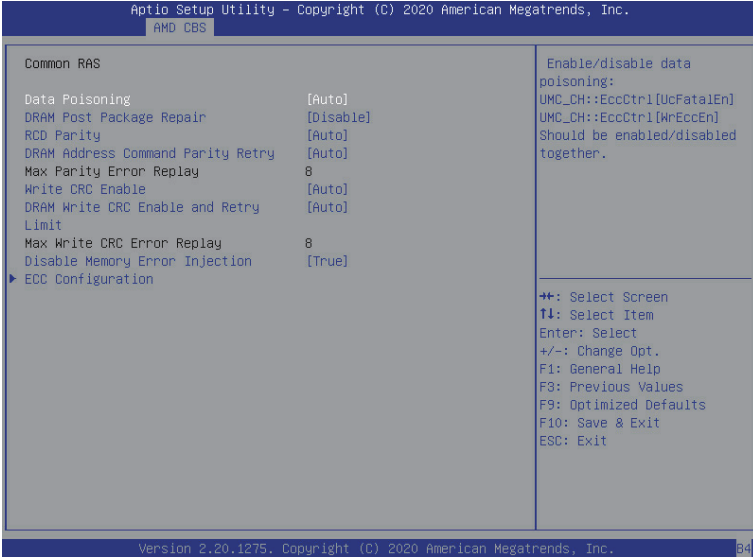 Aptio Setup Utility – Copyright (C) 2020 American Megatrends, Inc.
AMD CBS
Common RAS
Data Poisoning [Auto]
DRAM Post Package Repair [Disable]
RCD Parity [Auto]
DRAM Address Command Parity Retry [Auto]
Max Parity Error Replay 8
Write CRC Enable [Auto]
DRAM Write CRC Enable and Retry [Auto]
Limit
Max Write CRC Error Replay 8
Disable Memory Error Injection [True]
ECC Configuration
Enable/disable data
poisoning:
UMC_CH::EccCtrl[UcFatalEn]
UMC_CH::EccCtrl[WrEccEn]
Should be enabled/disabled
together.
→←: Select Screen
↑↓: Select Item
Enter: Select
+/-: Change Opt.
F1: General Help
F3: Previous Values
F9: Optimized Defaults
F10: Save & Exit
ESC: Exit
Version 2.20.1275. Copyright (C) 2020 American Megatrends, Inc.